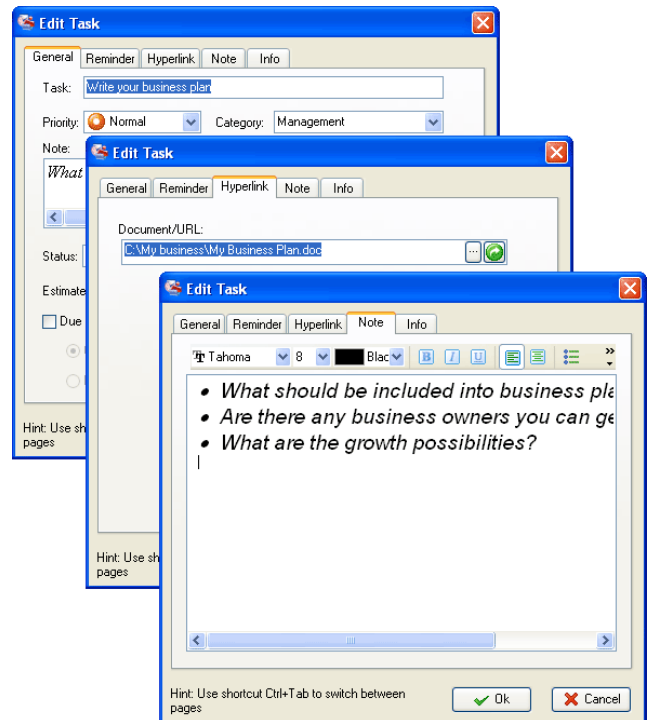 Edit Task
General Reminder Hyperlink Note Info
Task: Write your business plan
Priority: Normal Category: Management
Note:
What
Status:
Estimate
Due
Hint: Use sh
pages
Edit Task
General Reminder Hyperlink Note Info
Document/URL:
C:\My business\My Business Plan.doc ...
Hint: Use sh
pages
Edit Task
General Reminder Hyperlink Note Info
Tahoma 8 Blac B I U »
• What should be included into business pla
• Are there any business owners you can ge
• What are the growth possibilities?
Hint: Use shortcut Ctrl+Tab to switch between
pages
Ok Cancel